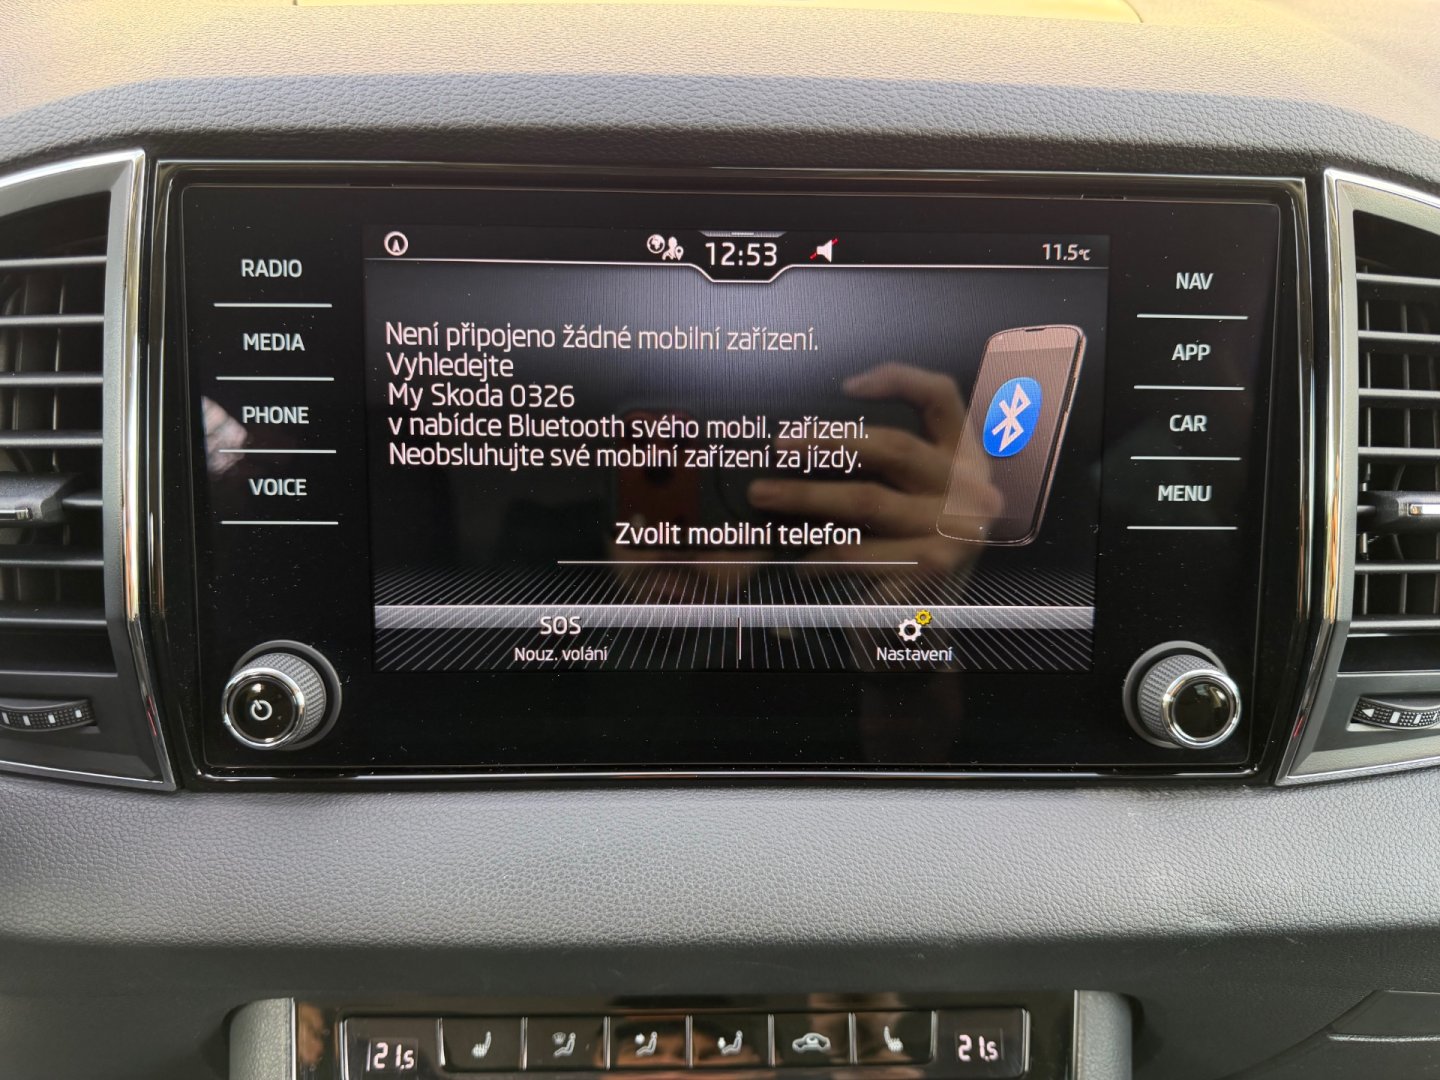 12:53
11.5°C
RADIO
MEDIA
PHONE
VOICE
Není připojeno žádné mobilní zařízení.
Vyhledejte
My Skoda 0326
v nabídce Bluetooth svého mobil. zařízení.
Neobsluhujte své mobilní zařízení za jízdy.
Zvolit mobilní telefon
SOS
Nouz. volání
Nastavení
NAV
APP
CAR
MENU
21.5
21.5